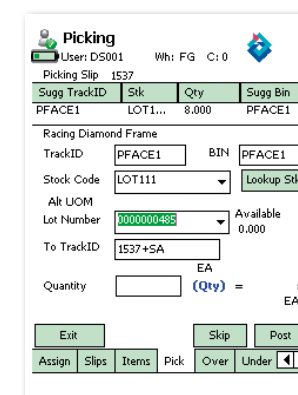 Picking
User: DS001 Wh: FG C: 0
Picking Slip 1537
Sugg TrackID Stk Qty Sugg Bin
PFACE1 LOT1... 8.000 PFACE1
Racing Diamond Frame
TrackID PFACE1 BIN PFACE1
Stock Code LOT111 Lookup Stk
Alt UOM
Lot Number 0000000485 Available
0.000
To TrackID 1537+SA
EA
Quantity (Qty) =
EA
Exit Skip Post
Assign Slips Items Pick Over Under